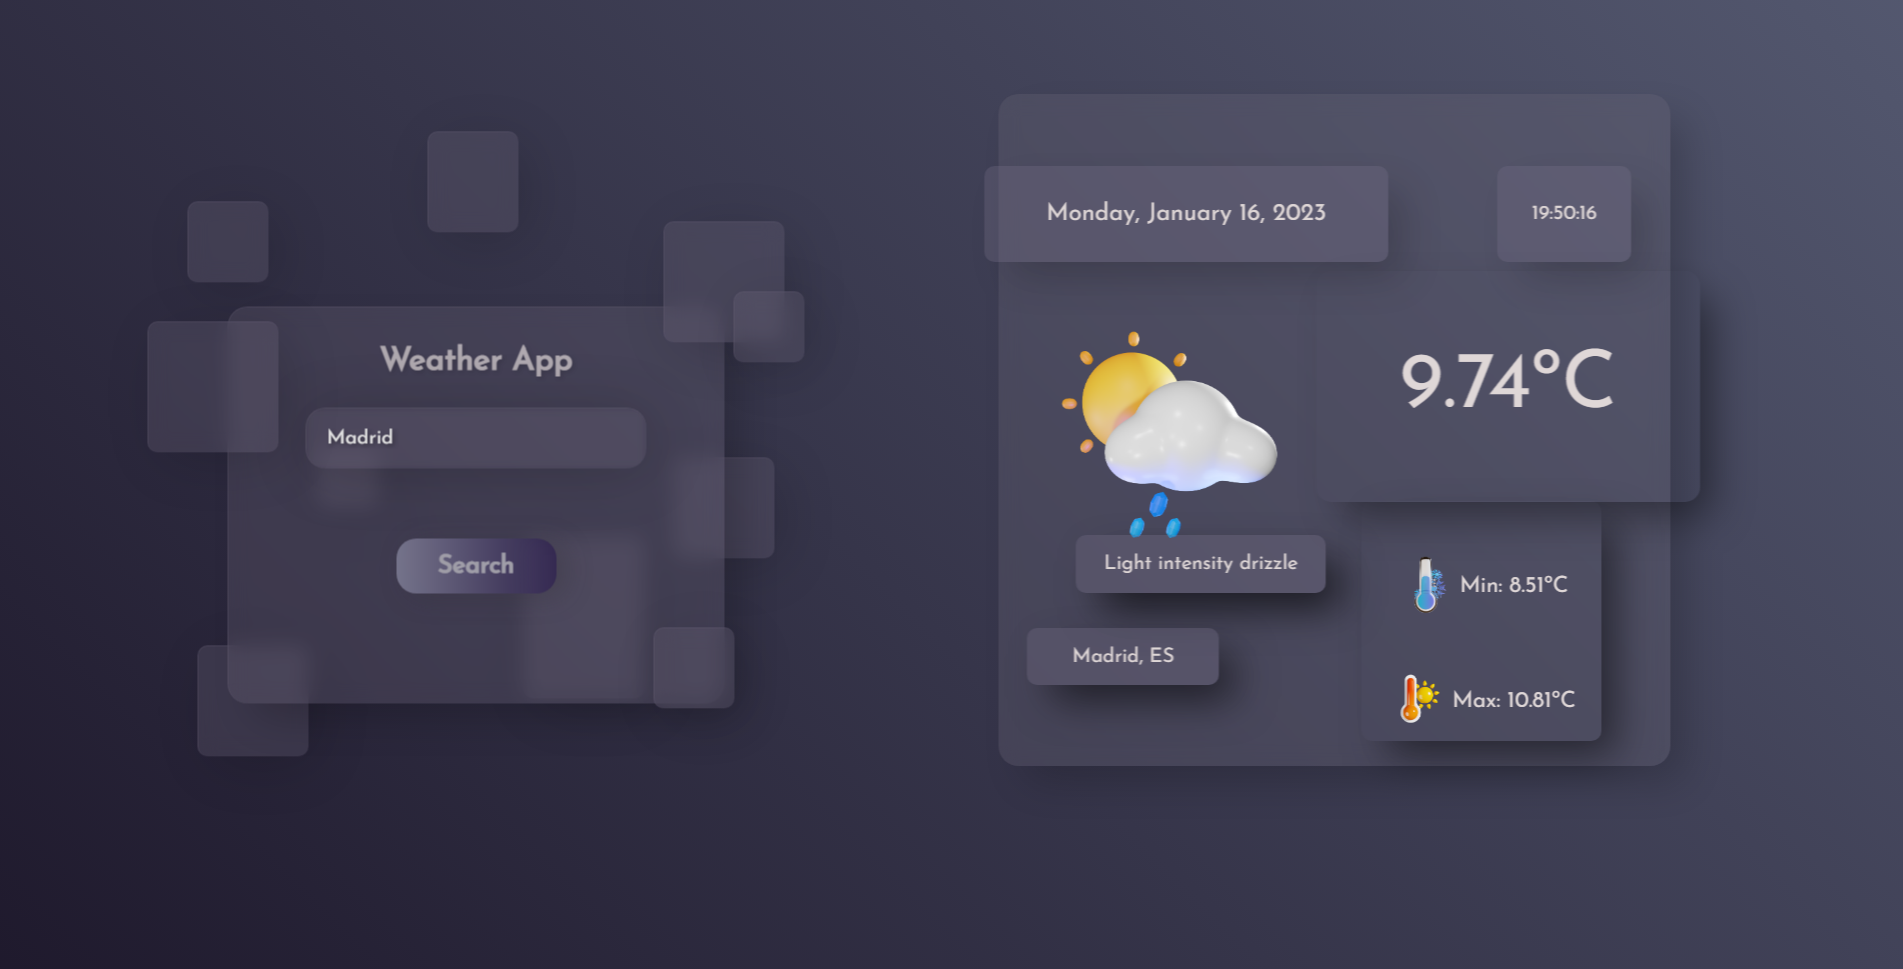 Weather App
Madrid
Search
Monday, January 16, 2023
19:50:16
9.74°C
Light intensity drizzle
Madrid, ES
Min: 8.51°C
Max: 10.81°C